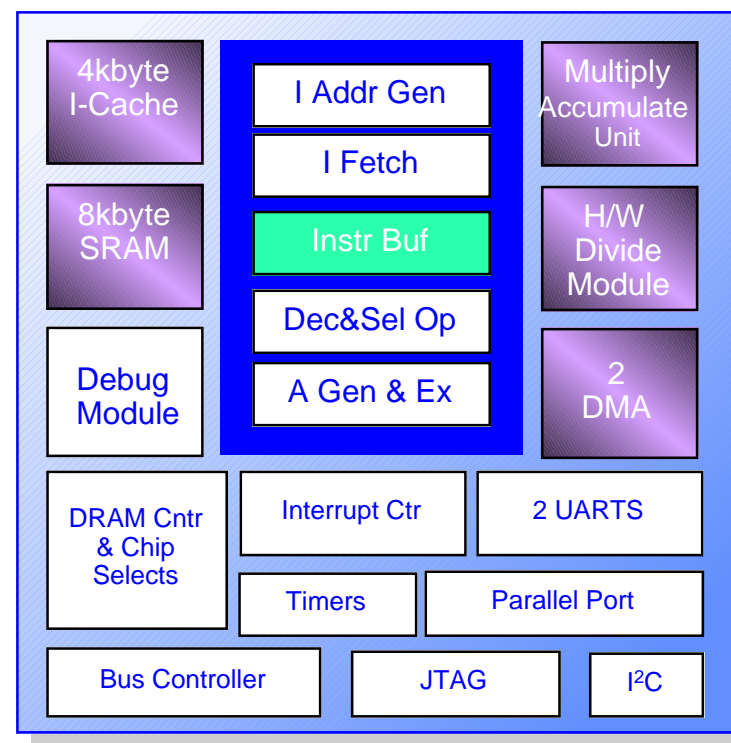 4kbyte
I-Cache
8kbyte
SRAM
Debug
Module
I Addr Gen
I Fetch
Instr Buf
Dec&Sel Op
A Gen & Ex
Multiply
Accumulate
Unit
H/W
Divide
Module
2
DMA
DRAM Cntr
& Chip
Selects
Interrupt Ctr
2 UARTS
Timers
Parallel Port
Bus Controller
JTAG
I²C